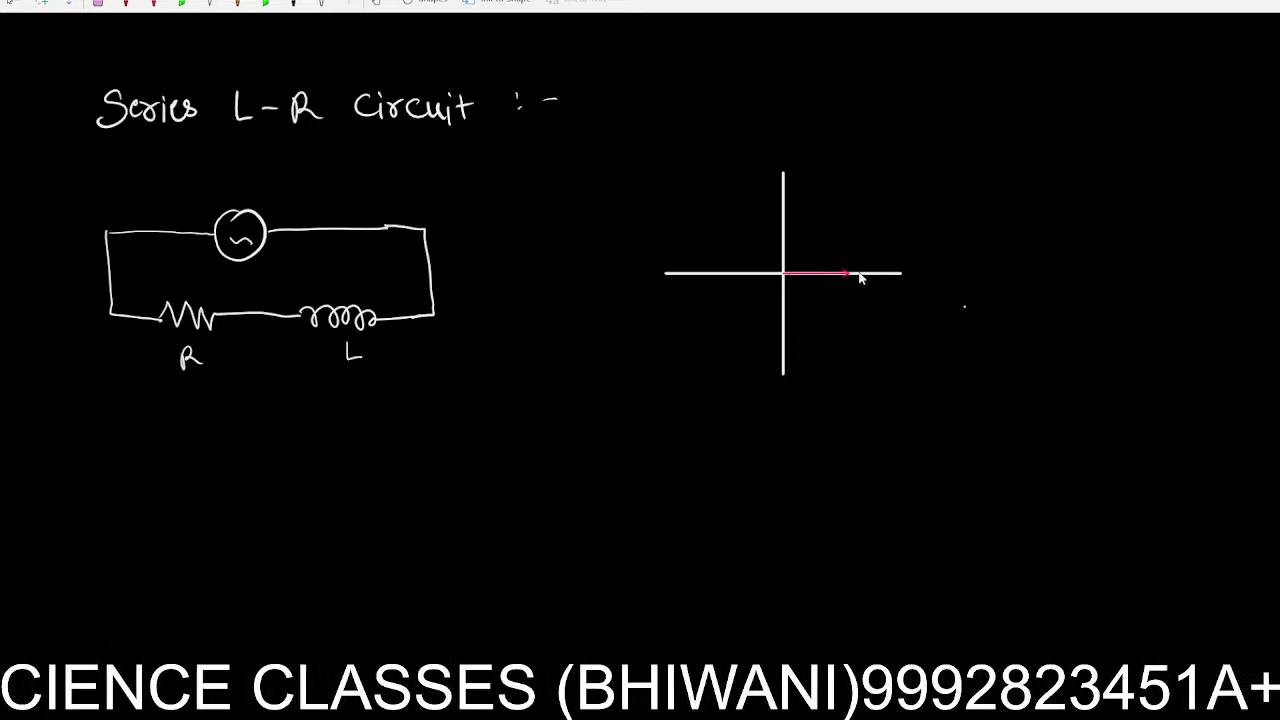 Series L-R Circuit :-
R
L
CIENCE CLASSES (BHIWANI)9992823451A+